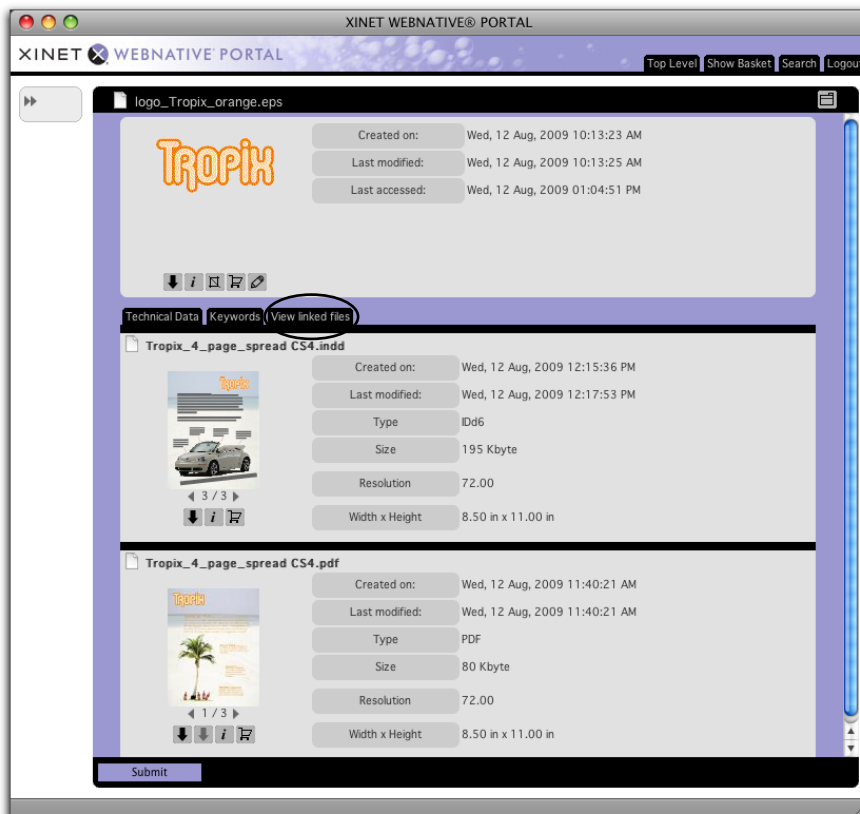 XINET WEBNATIVE® PORTAL
XINET X WEBNATIVE® PORTAL
Top Level Show Basket Search Logou
logo_Tropix_orange.eps
TROPIX
Created on: Wed, 12 Aug, 2009 10:13:23 AM
Last modified: Wed, 12 Aug, 2009 10:13:25 AM
Last accessed: Wed, 12 Aug, 2009 01:04:51 PM
Technical Data Keywords View linked files
Tropix_4_page_spread CS4.indd
Tropix
Created on: Wed, 12 Aug, 2009 12:15:36 PM
Last modified: Wed, 12 Aug, 2009 12:17:53 PM
Type IDd6
Size 195 Kbyte
Resolution 72.00
3 / 3
Width x Height 8.50 in x 11.00 in
Tropix_4_page_spread CS4.pdf
Tropix
Created on: Wed, 12 Aug, 2009 11:40:21 AM
Last modified: Wed, 12 Aug, 2009 11:40:21 AM
Type PDF
Size 80 Kbyte
Resolution 72.00
1 / 3
Width x Height 8.50 in x 11.00 in
Submit